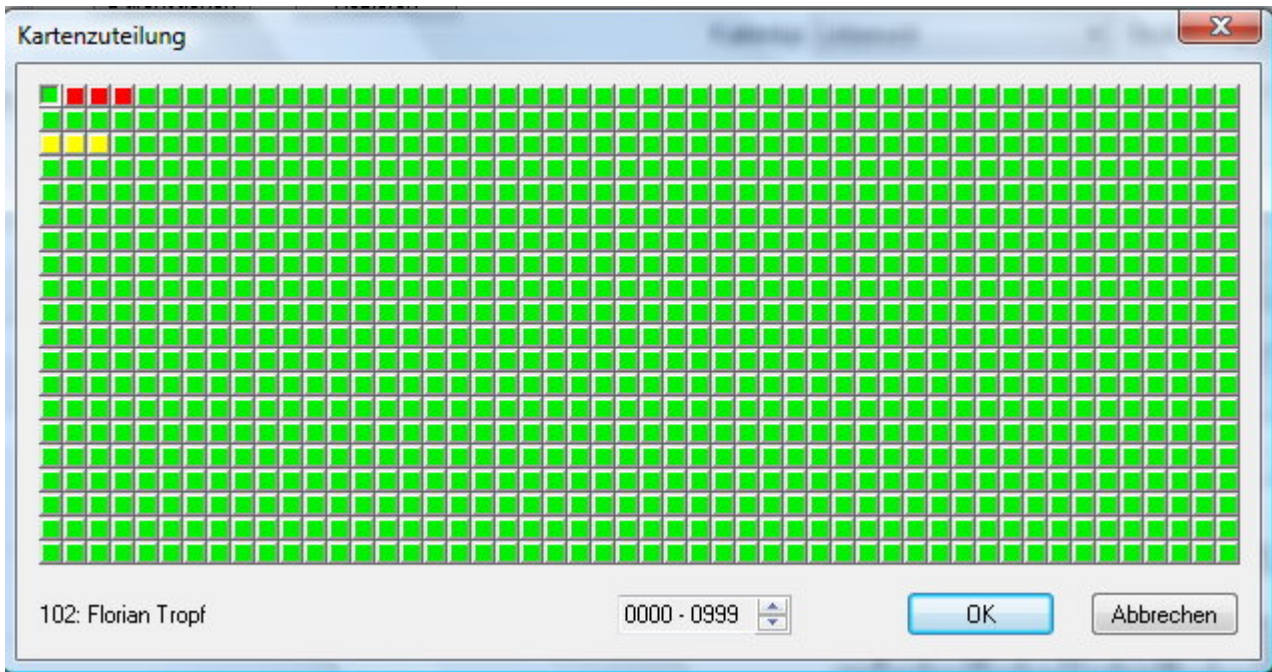 Kartenzuteilung
102: Florian Tropf
0000 - 0999
OK
Abbrechen